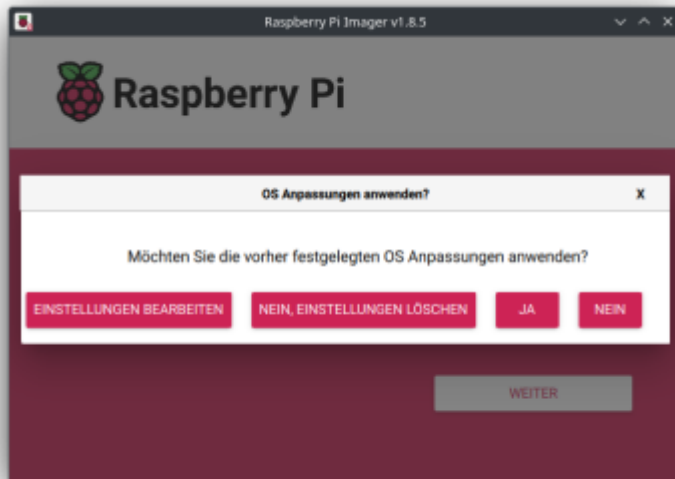 Raspberry Pi Imager v1.8.5
Raspberry Pi
OS Anpassungen anwenden?
X
Möchten Sie die vorher festgelegten OS Anpassungen anwenden?
EINSTELLUNGEN BEARBEITEN
NEIN, EINSTELLUNGEN LÖSCHEN
JA
NEIN
WEITER